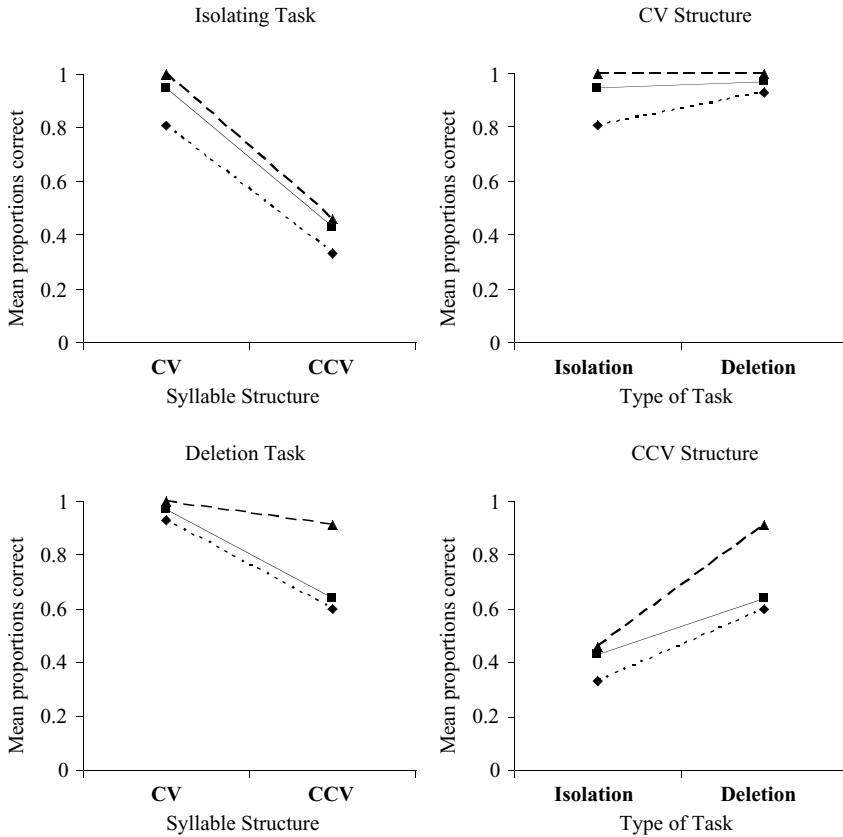 Isolating Task
Mean proportions correct
1
0.8
0.6
0.4
0.2
0
CV CCV
Syllable Structure
CV Structure
Mean proportions correct
1
0.8
0.6
0.4
0.2
0
Isolation Deletion
Type of Task
Deletion Task
Mean proportions correct
1
0.8
0.6
0.4
0.2
0
CV CCV
Syllable Structure
CCV Structure
Mean proportions correct
1
0.8
0.6
0.4
0.2
0
Isolation Deletion
Type of Task